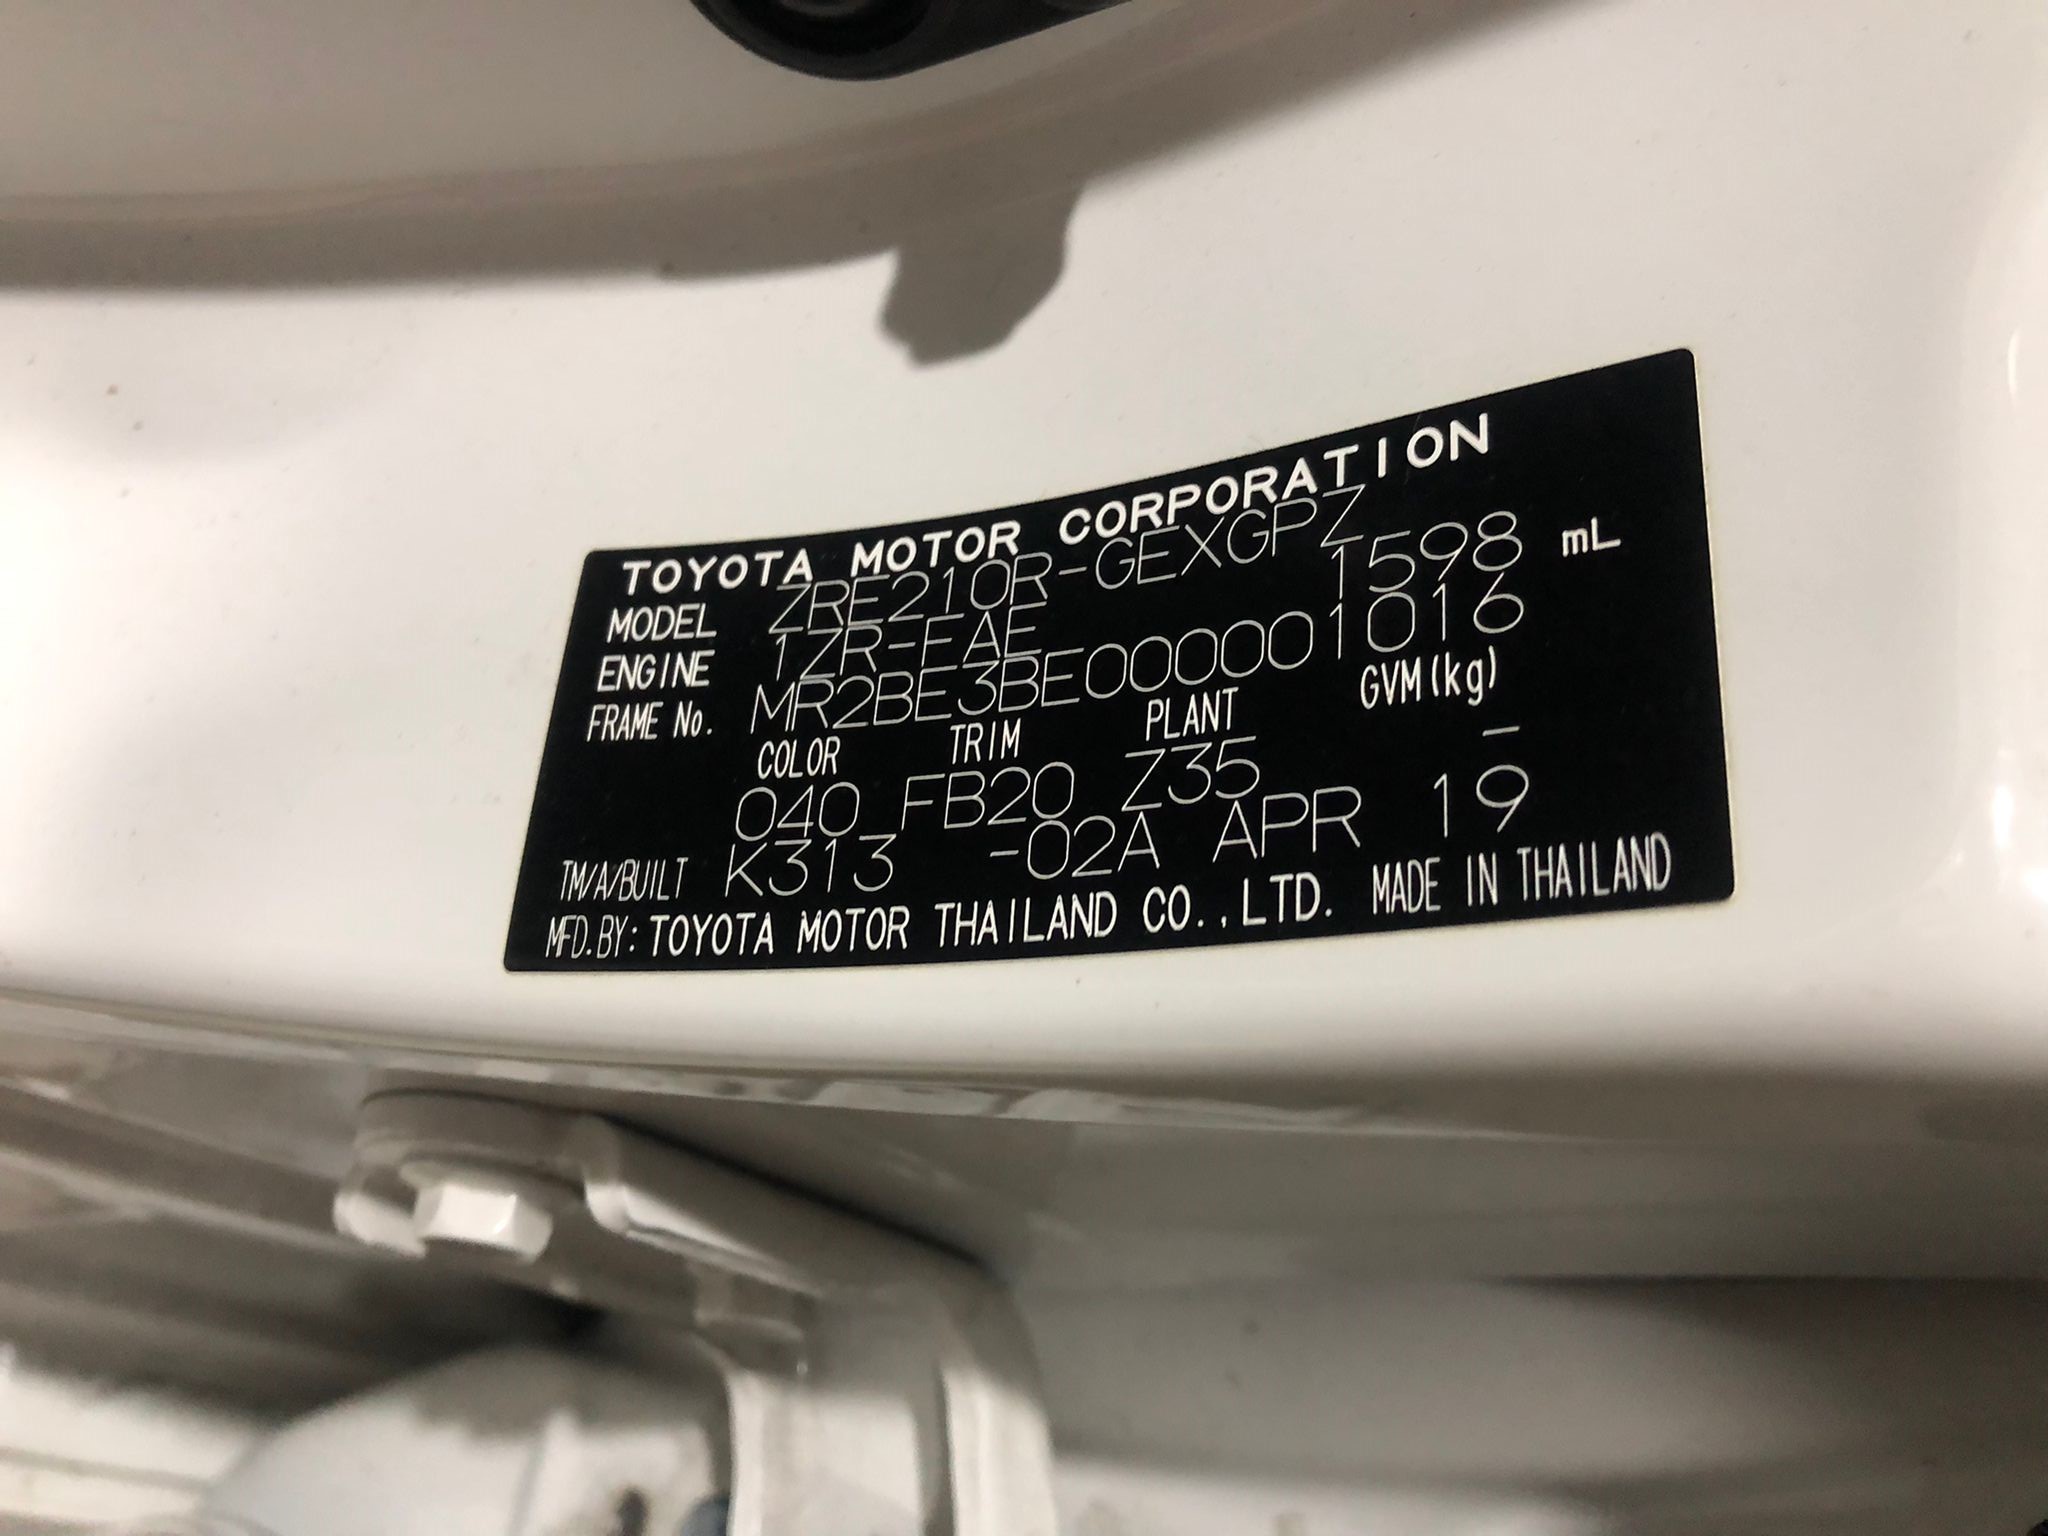 TOYOTA MOTOR CORPORATION
MODEL ZRE210R-GEXGPZ
ENGINE 1ZR-FAE 1598 mL
FRAME No. MR2BE3BE000001016
COLOR TRIM PLANT GVM(kg)
040 FB20 Z35 -
TM/A/BUILT K313 -02A APR 19
MFD.BY: TOYOTA MOTOR THAILAND CO.,LTD. MADE IN THAILAND